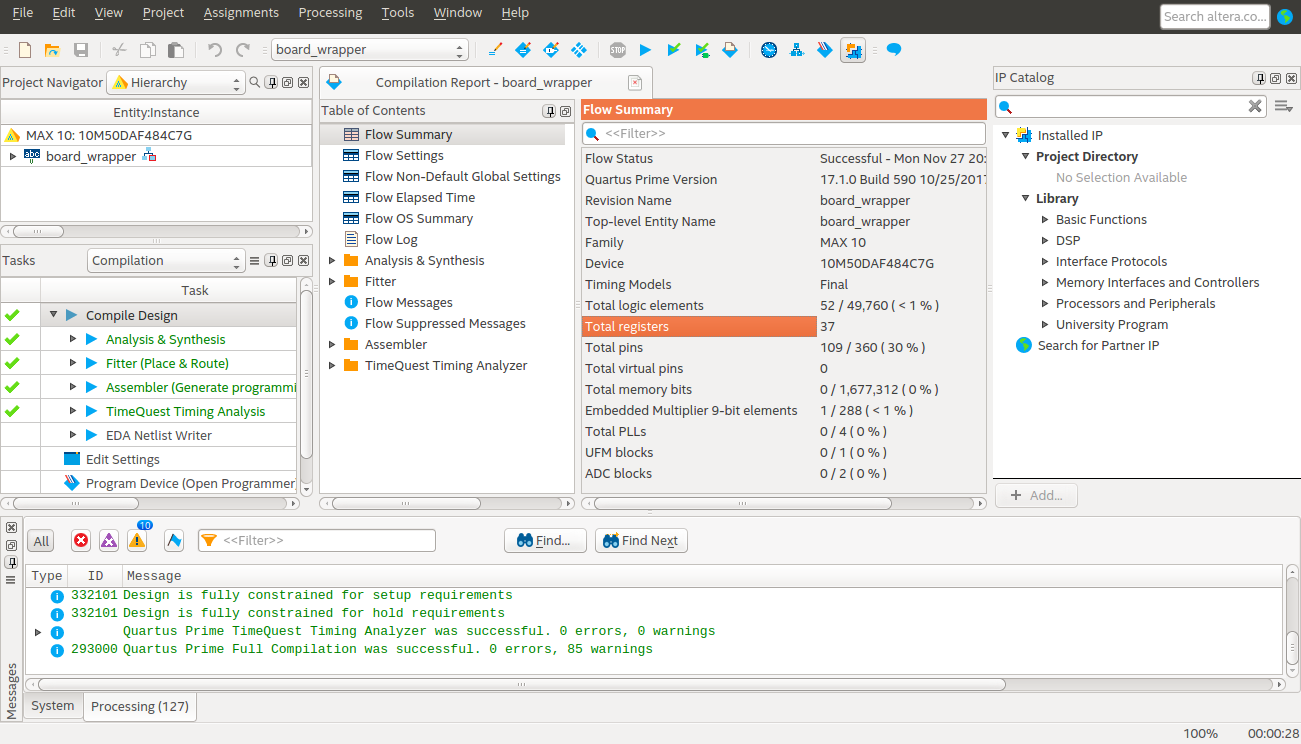 File Edit View Project Assignments Processing Tools Window Help
Search altera.co...
board_wrapper
STOP
Project Navigator Hierarchy
Entity:Instance
MAX 10: 10M50DAF484C7G
abc board_wrapper
Tasks Compilation
Task
Compile Design
Analysis & Synthesis
Fitter (Place & Route)
Assembler (Generate programmi
TimeQuest Timing Analysis
EDA Netlist Writer
Edit Settings
Program Device (Open Programmer
Compilation Report - board_wrapper
Table of Contents
Flow Summary
Flow Settings
Flow Non-Default Global Settings
Flow Elapsed Time
Flow OS Summary
Flow Log
Analysis & Synthesis
Fitter
Flow Messages
Flow Suppressed Messages
Assembler
TimeQuest Timing Analyzer
Flow Summary
<<Filter>>
Flow Status Successful - Mon Nov 27 20:
Quartus Prime Version 17.1.0 Build 590 10/25/2017
Revision Name board_wrapper
Top-level Entity Name board_wrapper
Family MAX 10
Device 10M50DAF484C7G
Timing Models Final
Total logic elements 52 / 49,760 ( < 1 % )
Total registers 37
Total pins 109 / 360 ( 30 % )
Total virtual pins 0
Total memory bits 0 / 1,677,312 ( 0 % )
Embedded Multiplier 9-bit elements 1 / 288 ( < 1 % )
Total PLLs 0 / 4 ( 0 % )
UFM blocks 0 / 1 ( 0 % )
ADC blocks 0 / 2 ( 0 % )
IP Catalog
Installed IP
Project Directory
No Selection Available
Library
Basic Functions
DSP
Interface Protocols
Memory Interfaces and Controllers
Processors and Peripherals
University Program
Search for Partner IP
+ Add...
All 10 <<Filter>> Find... Find Next
Type ID Message
332101 Design is fully constrained for setup requirements
332101 Design is fully constrained for hold requirements
Quartus Prime TimeQuest Timing Analyzer was successful. 0 errors, 0 warnings
293000 Quartus Prime Full Compilation was successful. 0 errors, 85 warnings
Messages
System Processing (127)
100% 00:00:28